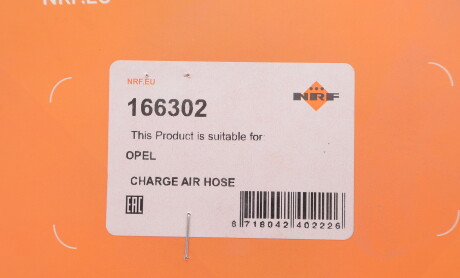 NRF.EU
NRF.EU
NRF
166302
This Product is suitable for
OPEL
CHARGE AIR HOSE
EAC
8 718042 402226